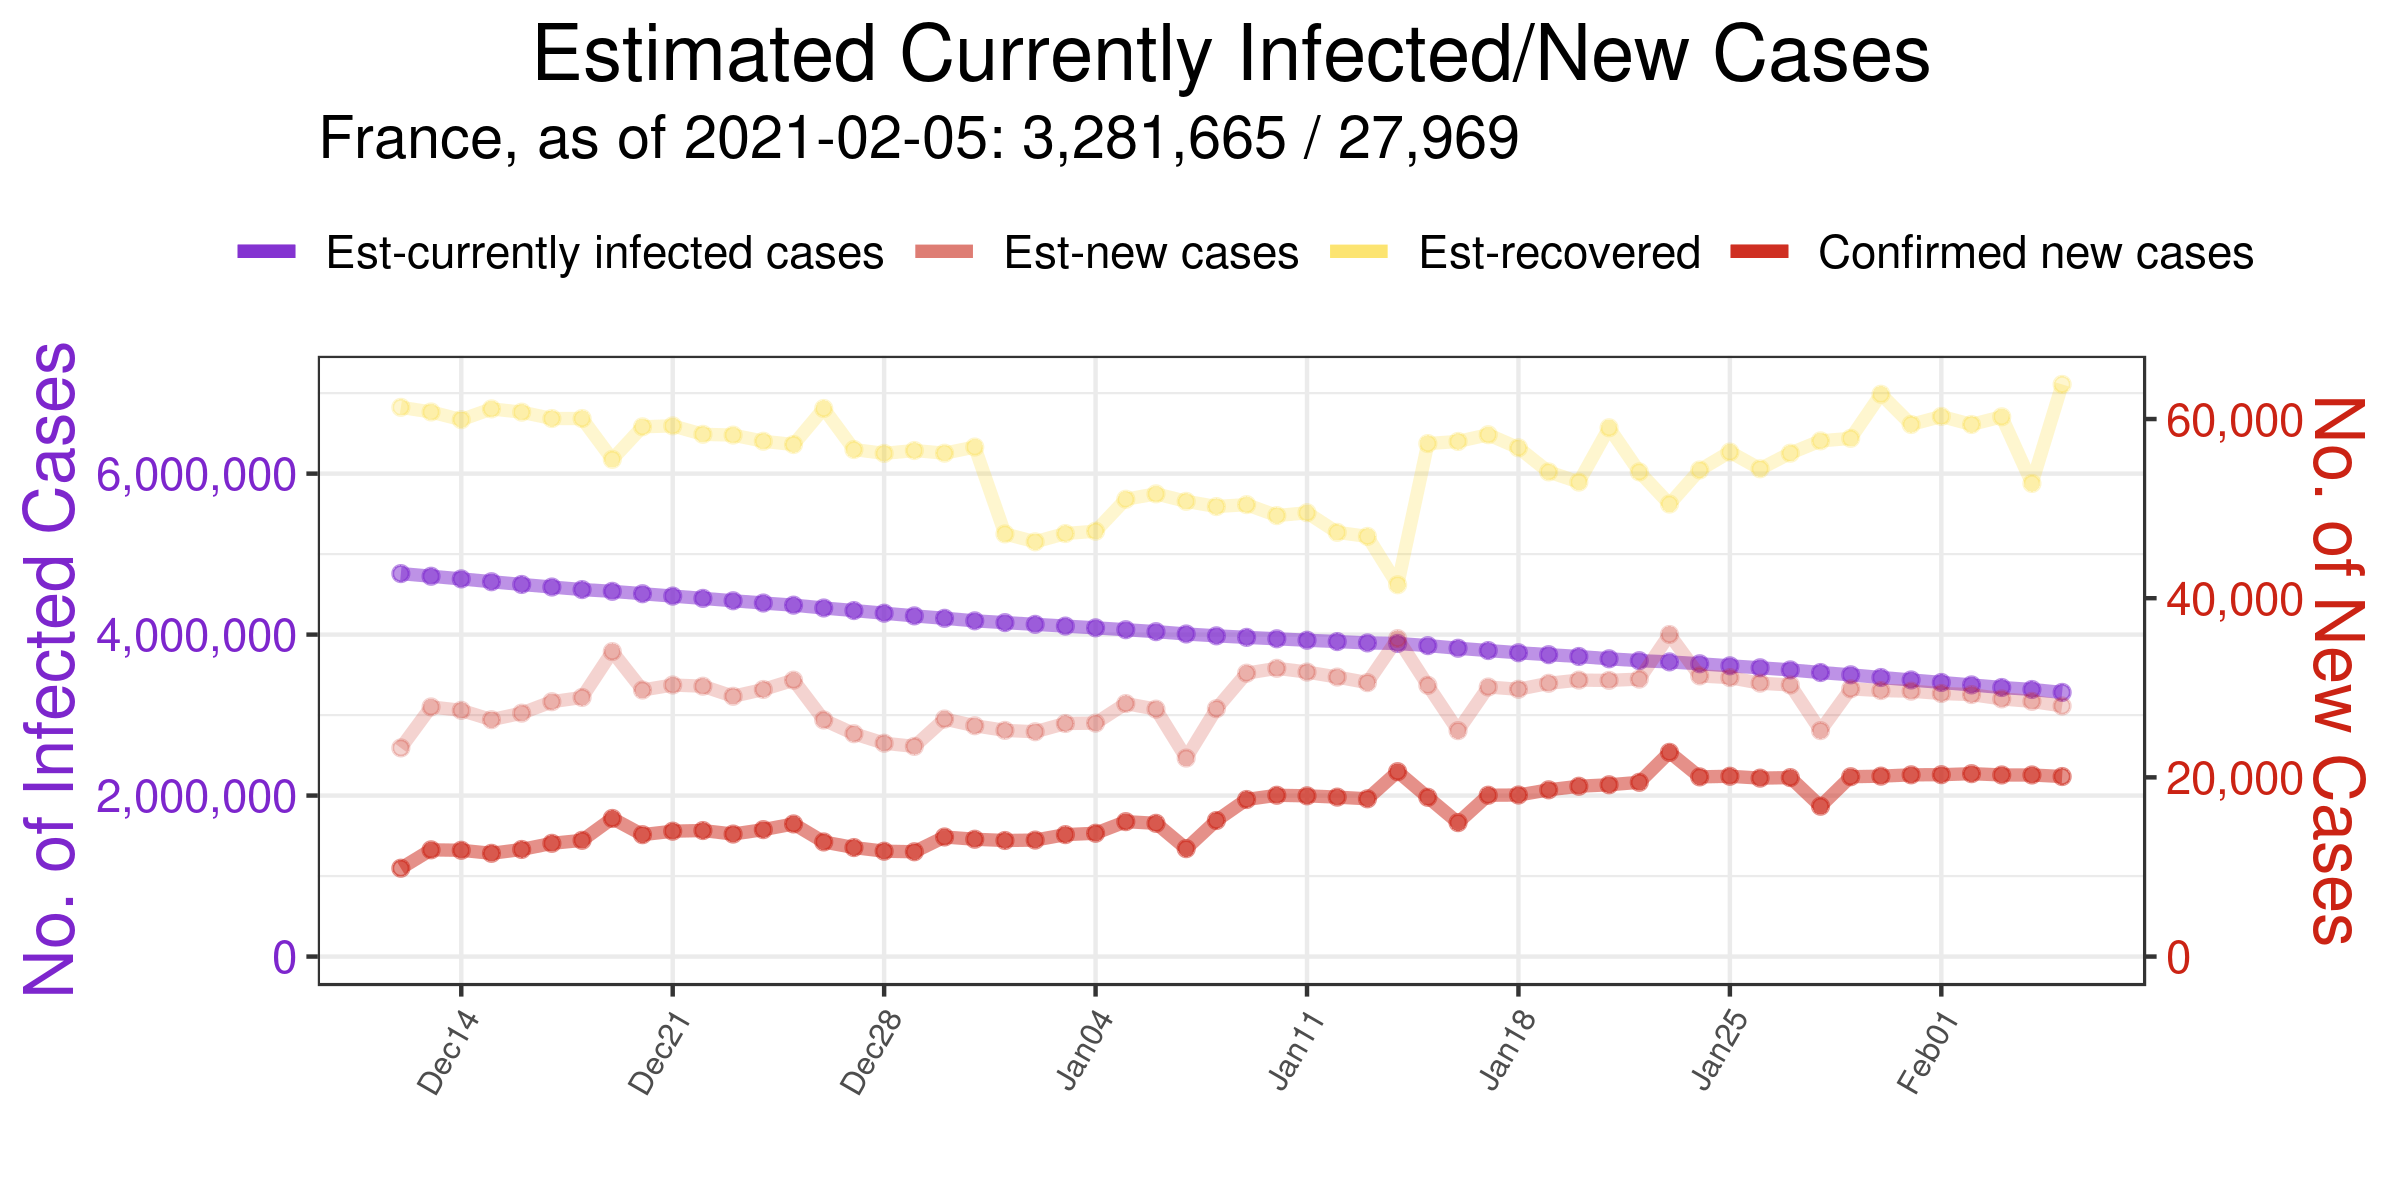 Estimated Currently Infected/New Cases
France, as of 2021-02-05: 3,281,665 / 27,969
Est-currently infected cases Est-new cases Est-recovered Confirmed new cases
No. of Infected Cases
6,000,000
4,000,000
2,000,000
0
60,000
40,000
20,000
0
No. of New Cases
Dec14 Dec21 Dec28 Jan04 Jan11 Jan18 Jan25 Feb01